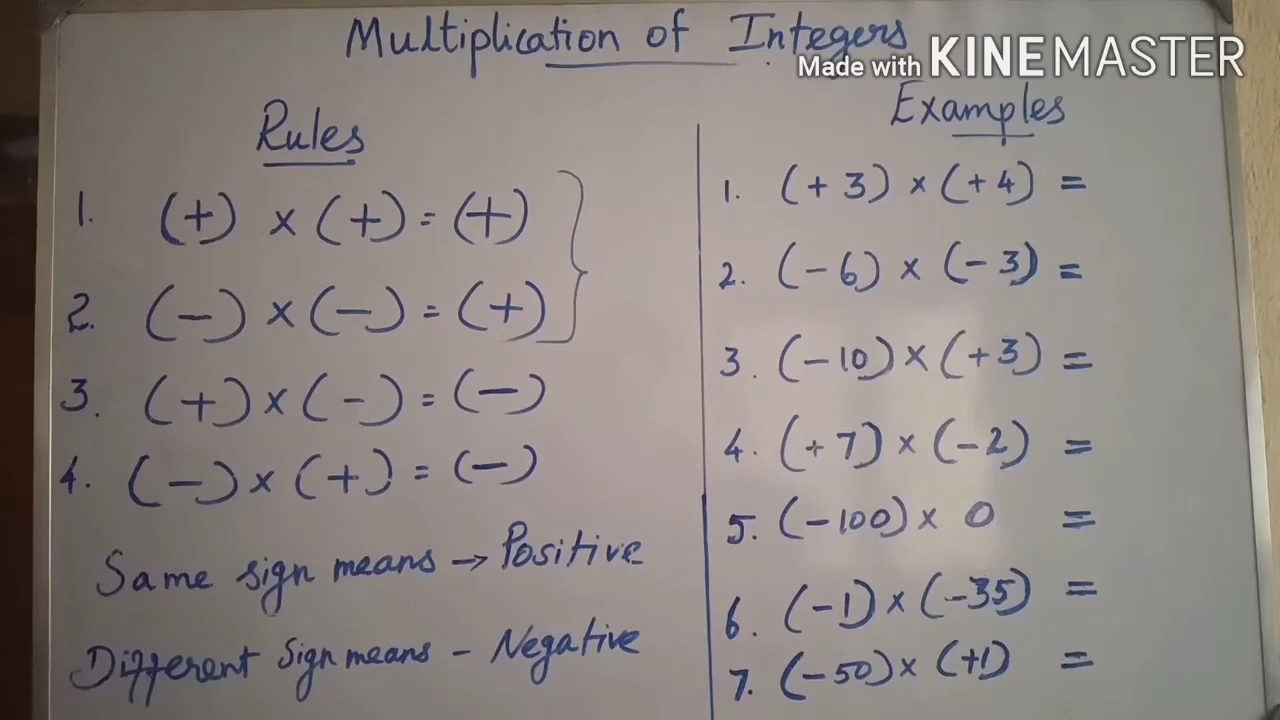 Multiplication of Integers
Made with KINEMASTER
Rules
1. (+) × (+) = (+)
2. (-) × (-) = (+)
3. (+) × (-) = (-)
4. (-) × (+) = (-)
Same sign means → Positive
Different Sign means - Negative
Examples
1. (+3) × (+4) =
2. (-6) × (-3) =
3. (-10) × (+3) =
4. (+7) × (-2) =
5. (-100) × 0 =
6. (-1) × (-35) =
7. (-50) × (+1) =